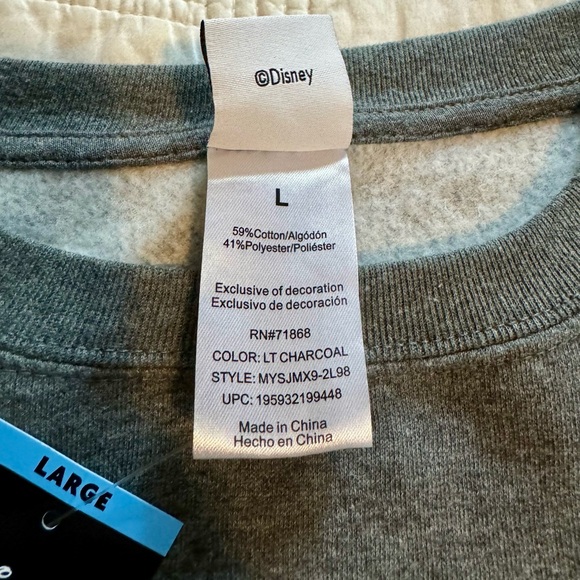 ©Disney
L
59%Cotton/Algódón
41%Polyester/Poliéster
Exclusive of decoration
Exclusivo de decoración
RN#71868
COLOR: LT CHARCOAL
STYLE: MYSJMX9-2L98
UPC: 195932199448
Made in China
Hecho en China
LARGE